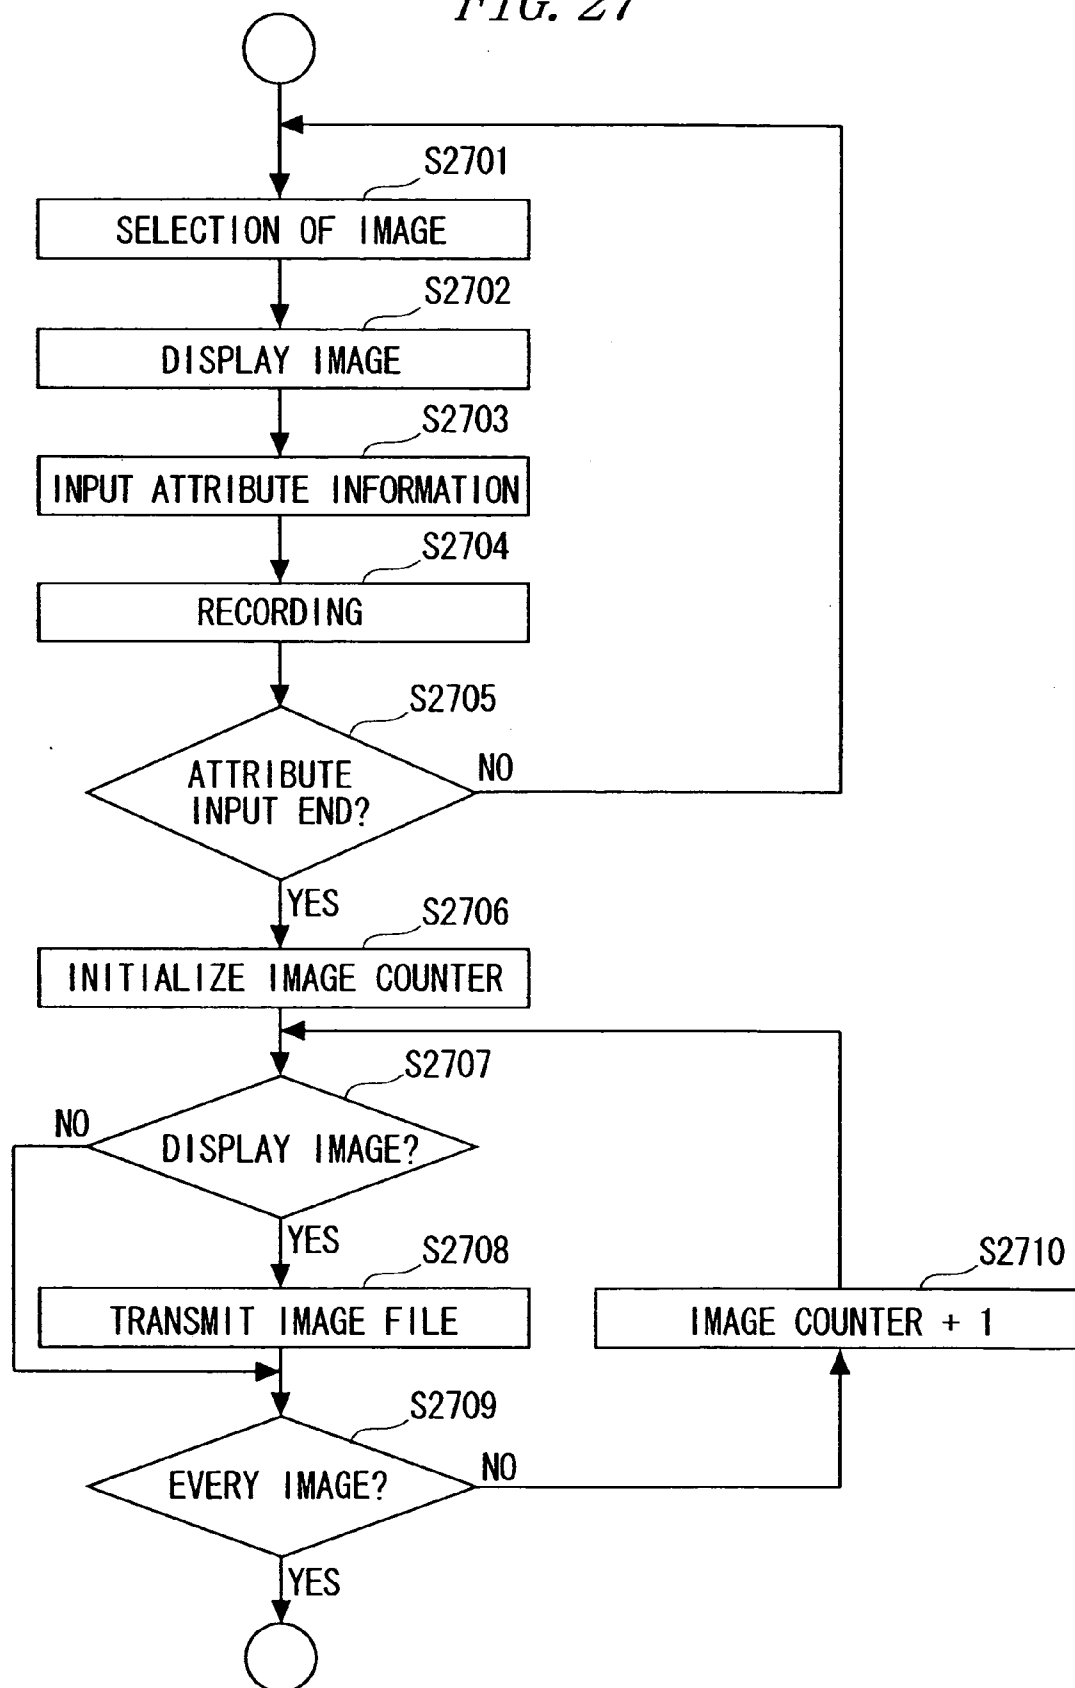 FIG. 27
S2701
SELECTION OF IMAGE
S2702
DISPLAY IMAGE
S2703
INPUT ATTRIBUTE INFORMATION
S2704
RECORDING
S2705
ATTRIBUTE
INPUT END?
NO
YES
S2706
INITIALIZE IMAGE COUNTER
S2707
NO
DISPLAY IMAGE?
YES
S2708
TRANSMIT IMAGE FILE
S2710
IMAGE COUNTER + 1
S2709
EVERY IMAGE?
NO
YES